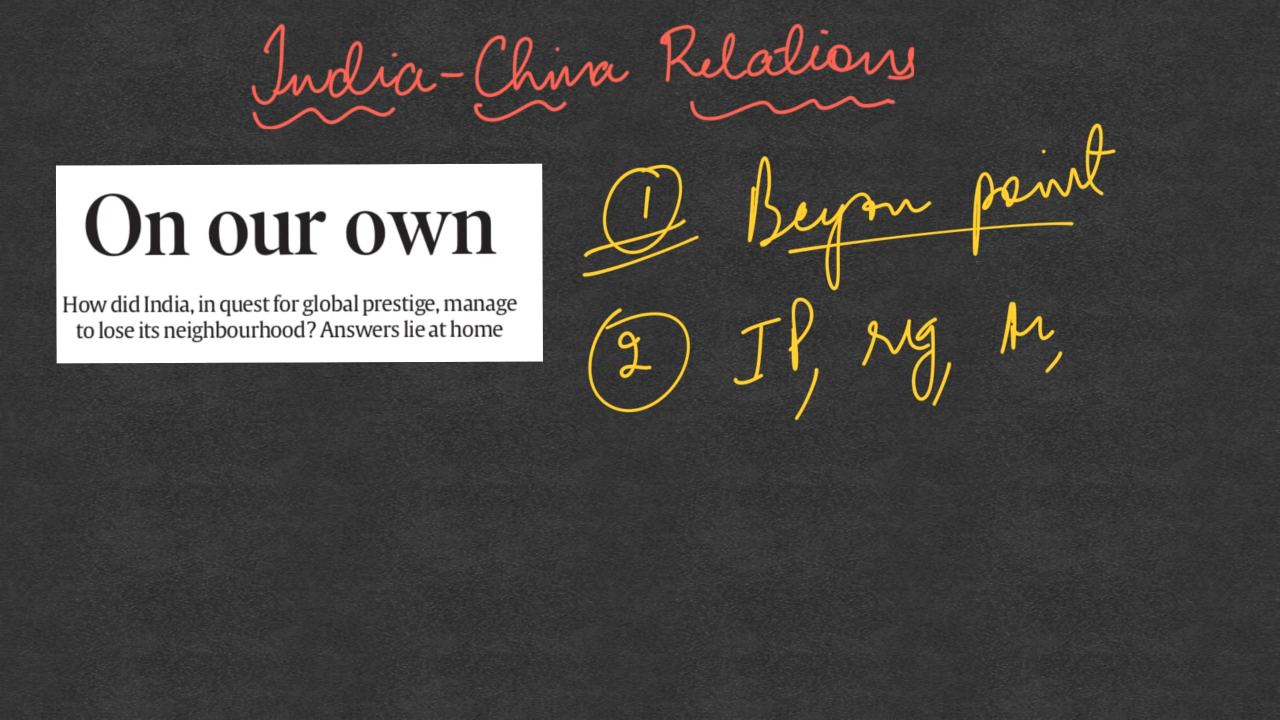 India-China Relations
On our own
How did India, in quest for global prestige, manage
to lose its neighbourhood? Answers lie at home
1 Beyon point
2 IP,